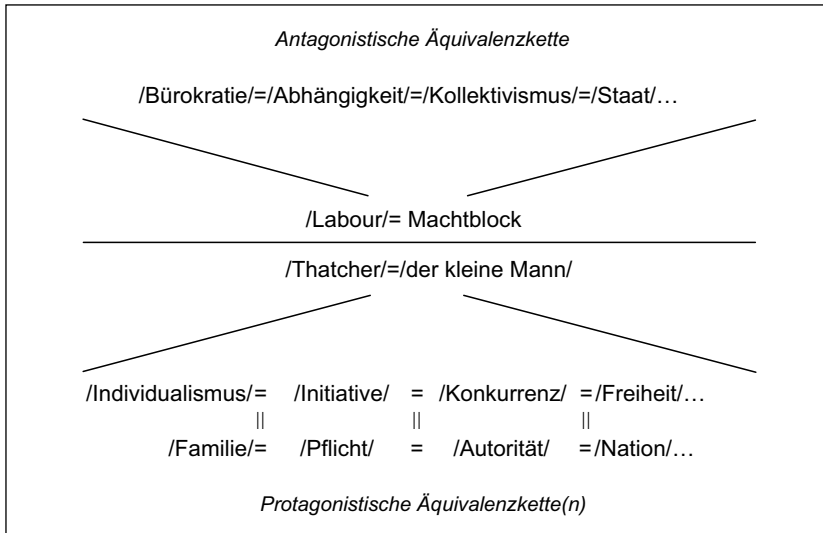 Antagonistische Äquivalenzkette
/Bürokratie/=/Abhängigkeit/=/Kollektivismus/=/Staat/…
/Labour/= Machtblock
/Thatcher/=/der kleine Mann/
/Individualismus/= /Initiative/ = /Konkurrenz/ =/Freiheit/…
|| || ||
/Familie/= /Pflicht/ = /Autorität/ =/Nation/…
Protagonistische Äquivalenzkette(n)